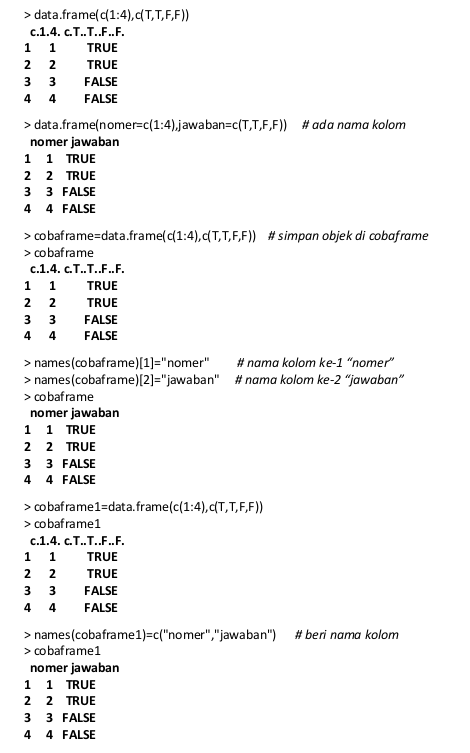 > data.frame(c(1:4),c(T,T,F,F))
c.1.4. c.T..T..F..F.
1 1 TRUE
2 2 TRUE
3 3 FALSE
4 4 FALSE
> data.frame(nomer=c(1:4),jawaban=c(T,T,F,F)) # ada nama kolom
nomer jawaban
1 1 TRUE
2 2 TRUE
3 3 FALSE
4 4 FALSE
> cobaframe=data.frame(c(1:4),c(T,T,F,F)) # simpan objek di cobaframe
> cobaframe
c.1.4. c.T..T..F..F.
1 1 TRUE
2 2 TRUE
3 3 FALSE
4 4 FALSE
> names(cobaframe)[1]="nomer" # nama kolom ke-1 “nomer”
> names(cobaframe)[2]="jawaban" # nama kolom ke-2 “jawaban”
> cobaframe
nomer jawaban
1 1 TRUE
2 2 TRUE
3 3 FALSE
4 4 FALSE
> cobaframe1=data.frame(c(1:4),c(T,T,F,F))
> cobaframe1
c.1.4. c.T..T..F..F.
1 1 TRUE
2 2 TRUE
3 3 FALSE
4 4 FALSE
> names(cobaframe1)=c("nomer","jawaban") # beri nama kolom
> cobaframe1
nomer jawaban
1 1 TRUE
2 2 TRUE
3 3 FALSE
4 4 FALSE